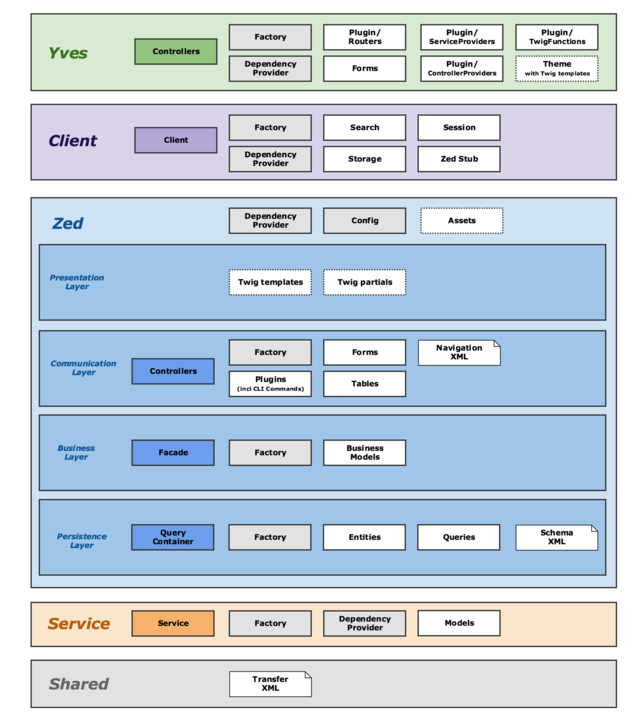 Yves
Controllers
Factory
Plugin/
Routers
Plugin/
ServiceProviders
Plugin/
TwigFunctions
Dependency
Provider
Forms
Plugin/
ControllerProviders
Theme
with Twig templates
Client
Client
Factory
Search
Session
Dependency
Provider
Storage
Zed Stub
Zed
Dependency
Provider
Config
Assets
Presentation
Layer
Twig templates
Twig partials
Communication
Layer
Controllers
Factory
Forms
Navigation
XML
Plugins
(incl CLI Commands)
Tables
Business
Layer
Facade
Factory
Business
Models
Persistence
Layer
Query
Container
Factory
Entities
Queries
Schema
XML
Service
Service
Factory
Dependency
Provider
Models
Shared
Transfer
XML